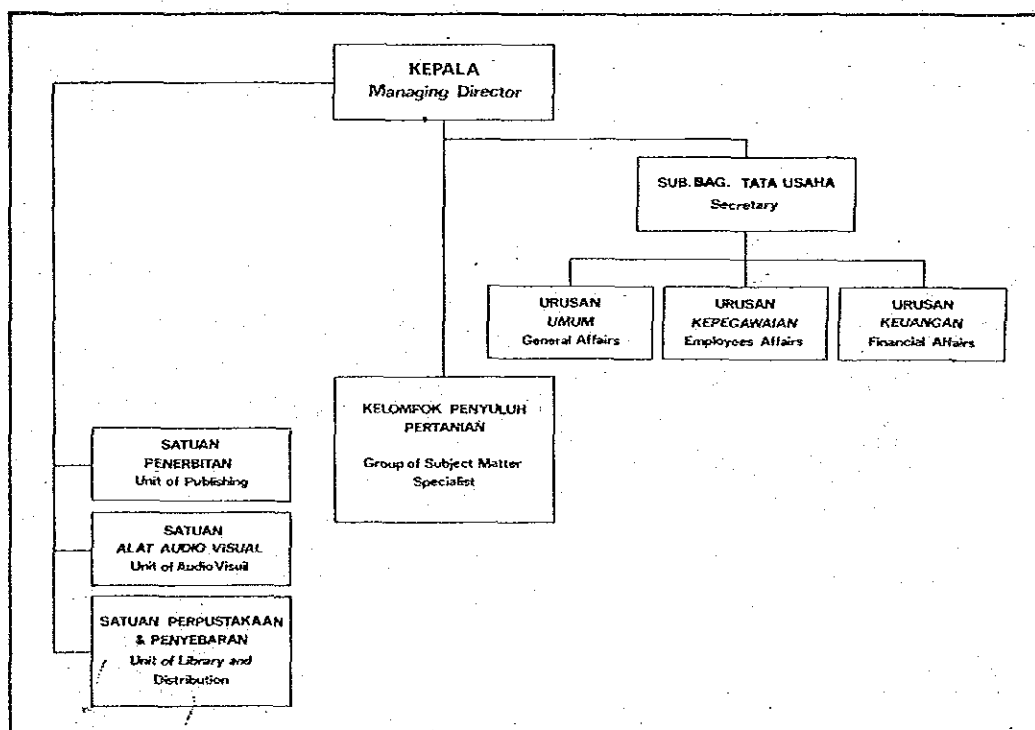 KEPALA
Managing Director
SUB. BAG. TATA USAHA
Secretary
URUSAN
UMUM
General Affairs
URUSAN
KEPEGAWAIAN
Employees Affairs
URUSAN
KEUANGAN
Financial Affairs
KELOMPOK PENYULUH
PERTANIAN
Group of Subject Matter
Specialist
SATUAN
PENERBITAN
Unit of Publishing
SATUAN
ALAT AUDIO VISUAL
Unit of Audio Visuil
SATUAN PERPUSTAKAAN
& PENYEBARAN
Unit of Library and
Distribution